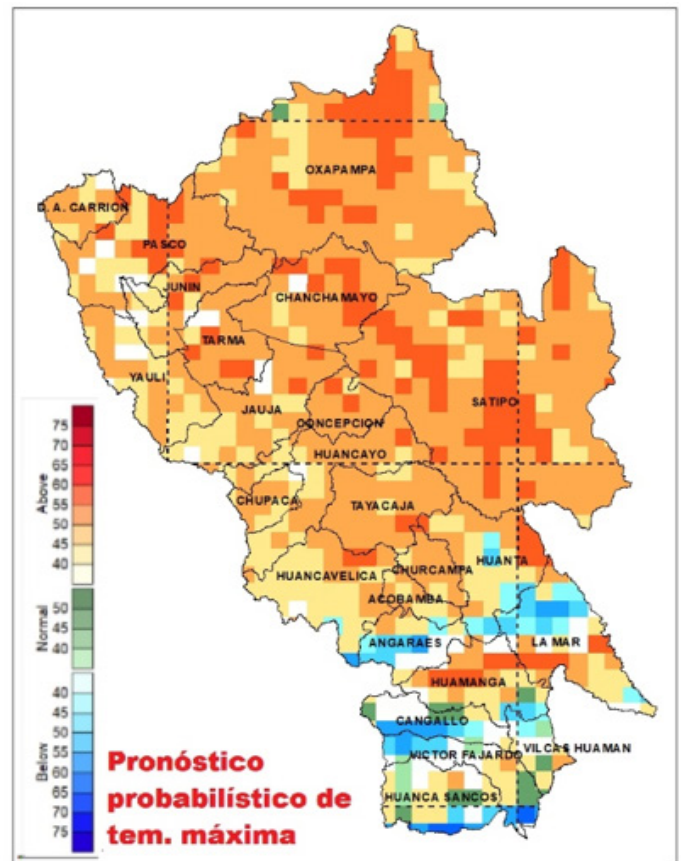 OXAPAMPA
D. A. CARRION
PASCO
JUNIN
CHANCHAMAYO
TARMA
YAULI
SATIPO
JAUJA
CONCEPCION
HUANCAYO
CHUPACA
TAYACAJA
HUANTA
CHURCAMPA
HUANCAVELICA
ACOBAMBA
ANGARAES
LA MAR
HUAMANGA
CANGALLO
VICTOR FAJARDO
VILCAS HUAMAN
HUANCA SANCOS
Above
75
70
65
60
55
50
45
40
Normal
50
45
40
Below
40
45
50
55
60
65
70
75
Pronóstico
probabilístico de
tem. máxima